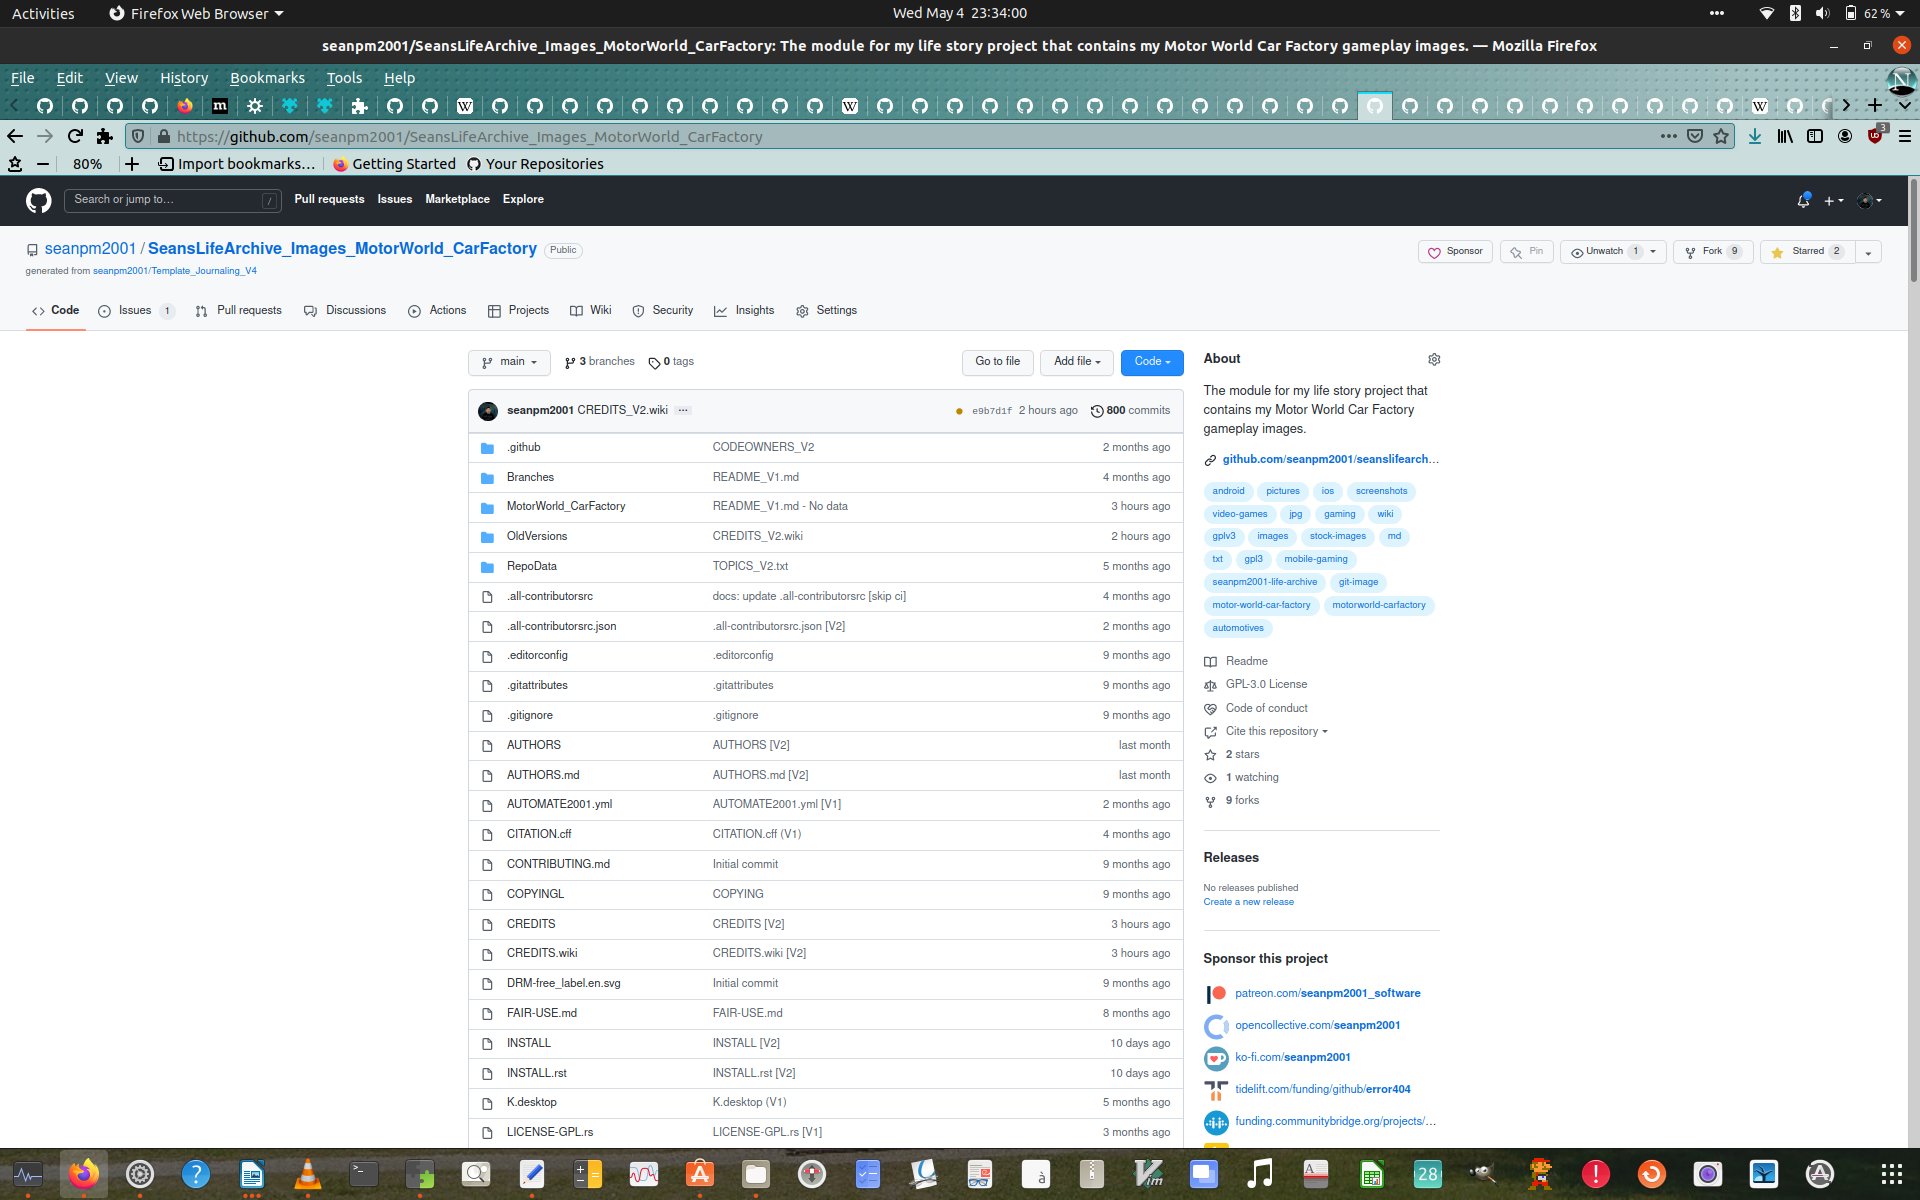 Activities Firefox Web Browser Wed May 4 23:34:00 62 %
seanpm2001/SeansLifeArchive_Images_MotorWorld_CarFactory: The module for my life story project that contains my Motor World Car Factory gameplay images. — Mozilla Firefox
File Edit View History Bookmarks Tools Help
https://github.com/seanpm2001/SeansLifeArchive_Images_MotorWorld_CarFactory 3
80% Import bookmarks... Getting Started Your Repositories
Search or jump to... / Pull requests Issues Marketplace Explore
seanpm2001 / SeansLifeArchive_Images_MotorWorld_CarFactory Public Sponsor Pin Unwatch 1 Fork 9 Starred 2
generated from seanpm2001/Template_Journaling_V4
Code Issues 1 Pull requests Discussions Actions Projects Wiki Security Insights Settings
main 3 branches 0 tags Go to file Add file Code
seanpm2001 CREDITS_V2.wiki ... e9b7d1f 2 hours ago 800 commits
.github CODEOWNERS_V2 2 months ago
Branches README_V1.md 4 months ago
MotorWorld_CarFactory README_V1.md - No data 3 hours ago
OldVersions CREDITS_V2.wiki 2 hours ago
RepoData TOPICS_V2.txt 5 months ago
.all-contributorsrc docs: update .all-contributorsrc [skip ci] 4 months ago
.all-contributorsrc.json .all-contributorsrc.json [V2] 2 months ago
.editorconfig .editorconfig 9 months ago
.gitattributes .gitattributes 9 months ago
.gitignore .gitignore 9 months ago
AUTHORS AUTHORS [V2] last month
AUTHORS.md AUTHORS.md [V2] last month
AUTOMATE2001.yml AUTOMATE2001.yml [V1] 2 months ago
CITATION.cff CITATION.cff (V1) 4 months ago
CONTRIBUTING.md Initial commit 9 months ago
COPYINGL COPYING 9 months ago
CREDITS CREDITS [V2] 3 hours ago
CREDITS.wiki CREDITS.wiki [V2] 3 hours ago
DRM-free_label.en.svg Initial commit 9 months ago
FAIR-USE.md FAIR-USE.md 8 months ago
INSTALL INSTALL [V2] 10 days ago
INSTALL.rst INSTALL.rst [V2] 10 days ago
K.desktop K.desktop (V1) 5 months ago
LICENSE-GPL.rs LICENSE-GPL.rs [V1] 3 months ago
About
The module for my life story project that
contains my Motor World Car Factory
gameplay images.
github.com/seanpm2001/seanslifearch...
android pictures ios screenshots
video-games jpg gaming wiki
gplv3 images stock-images md
txt gpl3 mobile-gaming
seanpm2001-life-archive git-image
motor-world-car-factory motorworld-carfactory
automotives
Readme
GPL-3.0 License
Code of conduct
Cite this repository
2 stars
1 watching
9 forks
Releases
No releases published
Create a new release
Sponsor this project
patreon.com/seanpm2001_software
opencollective.com/seanpm2001
ko-fi.com/seanpm2001
tidelift.com/funding/github/error404
funding.communitybridge.org/projects/...
28